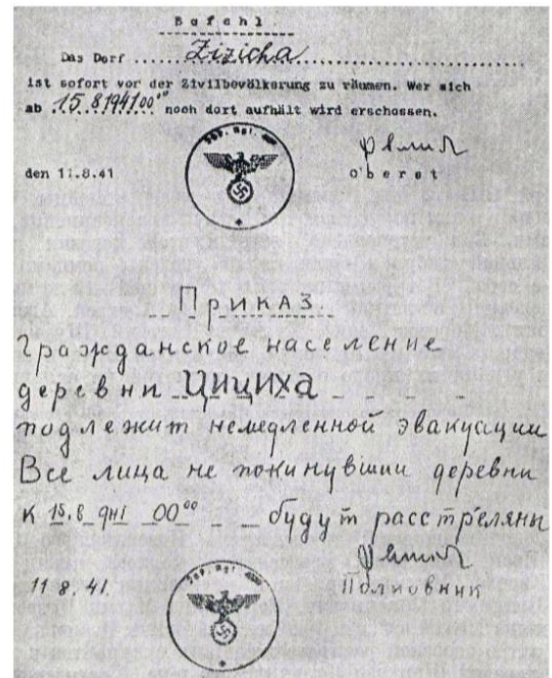 Befehl
Das Dorf Zizicha
ist sofort von der Zivilbevölkerung zu räumen. Wer sich
ab 15.8.1941 00⁰⁰ noch dort aufhält wird erschossen.
den 11.8.41
Oberst
Приказ.
Гражданское население
деревни Цициха
подлежит немедленной эвакуации
Все лица не покинувшии деревни
к 15.8 941 00⁰⁰ будут расстреляны
11.8.41.
Полковник